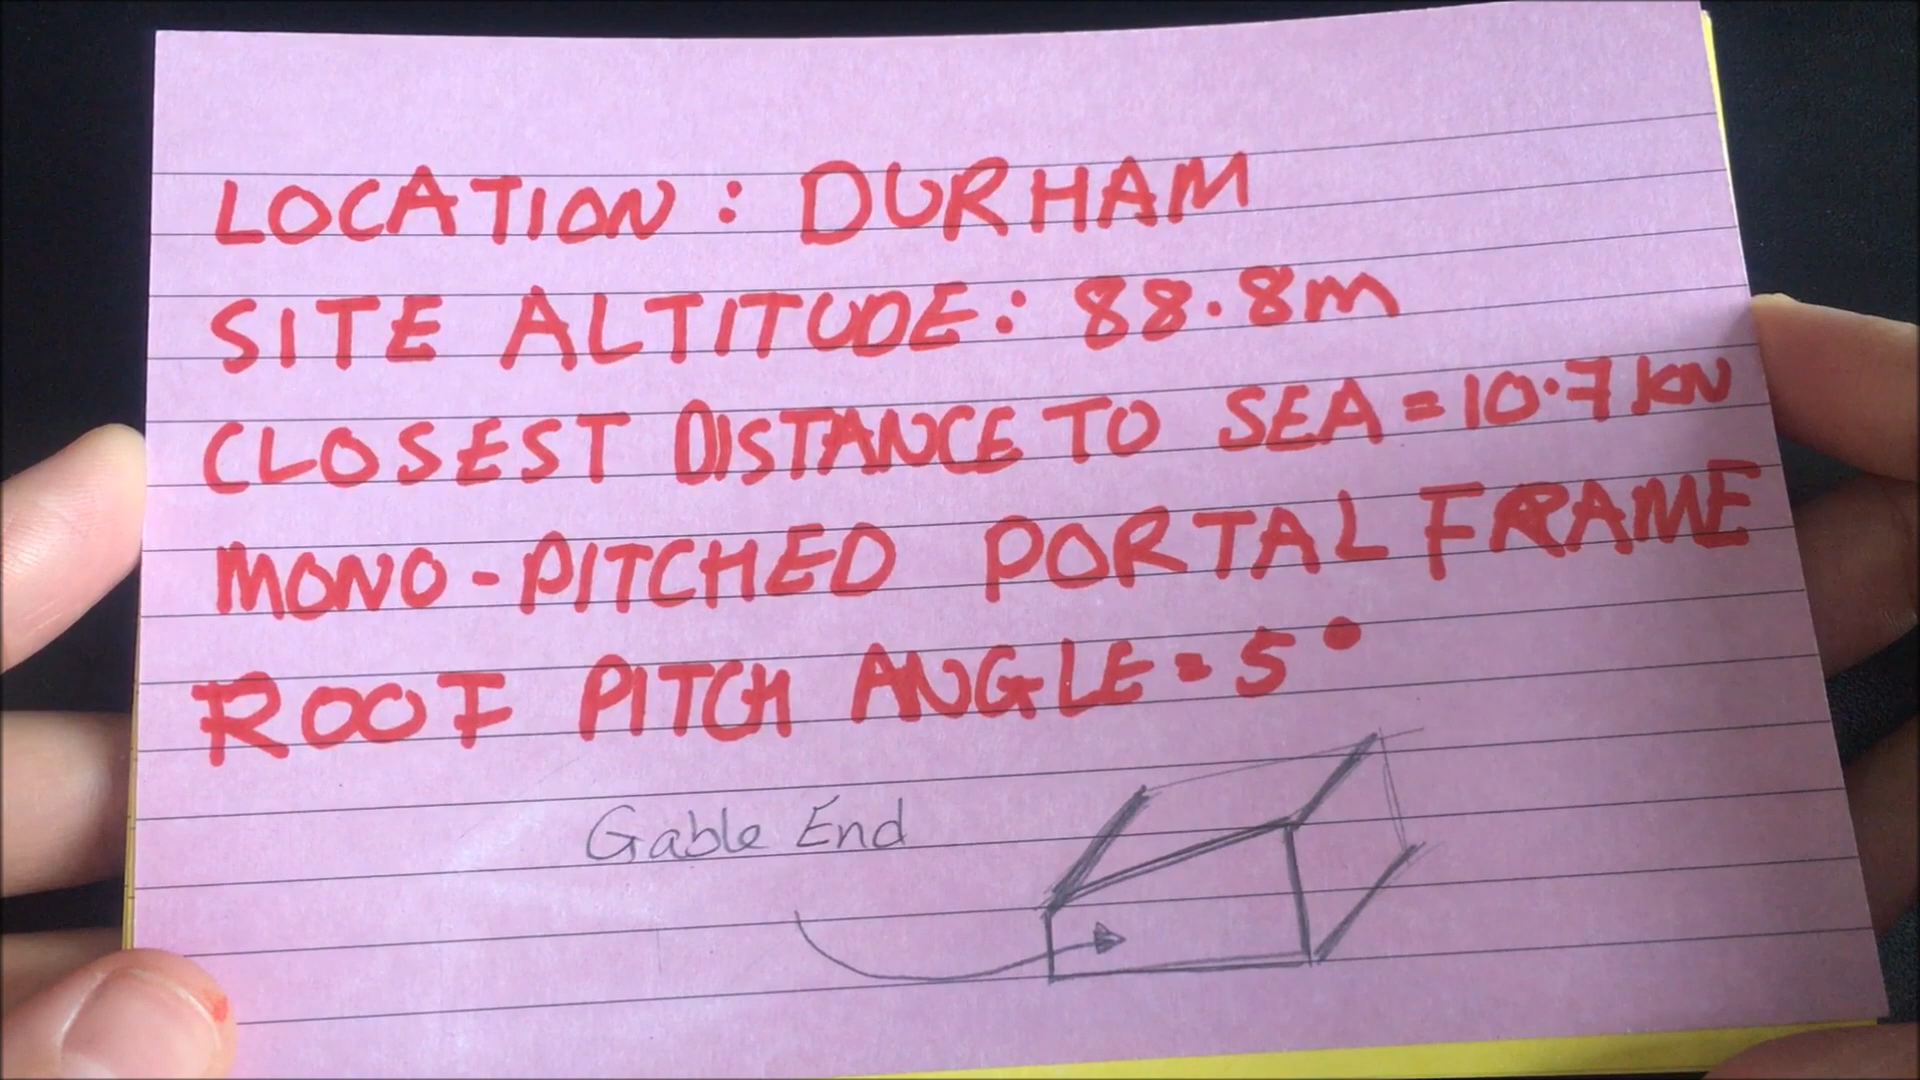 LOCATION : DURHAM
SITE ALTITUDE : 88.8m
CLOSEST DISTANCE TO SEA = 10.7 KN
MONO - PITCHED PORTAL FRAME
ROOF PITCH ANGLE = 5°
Gable End